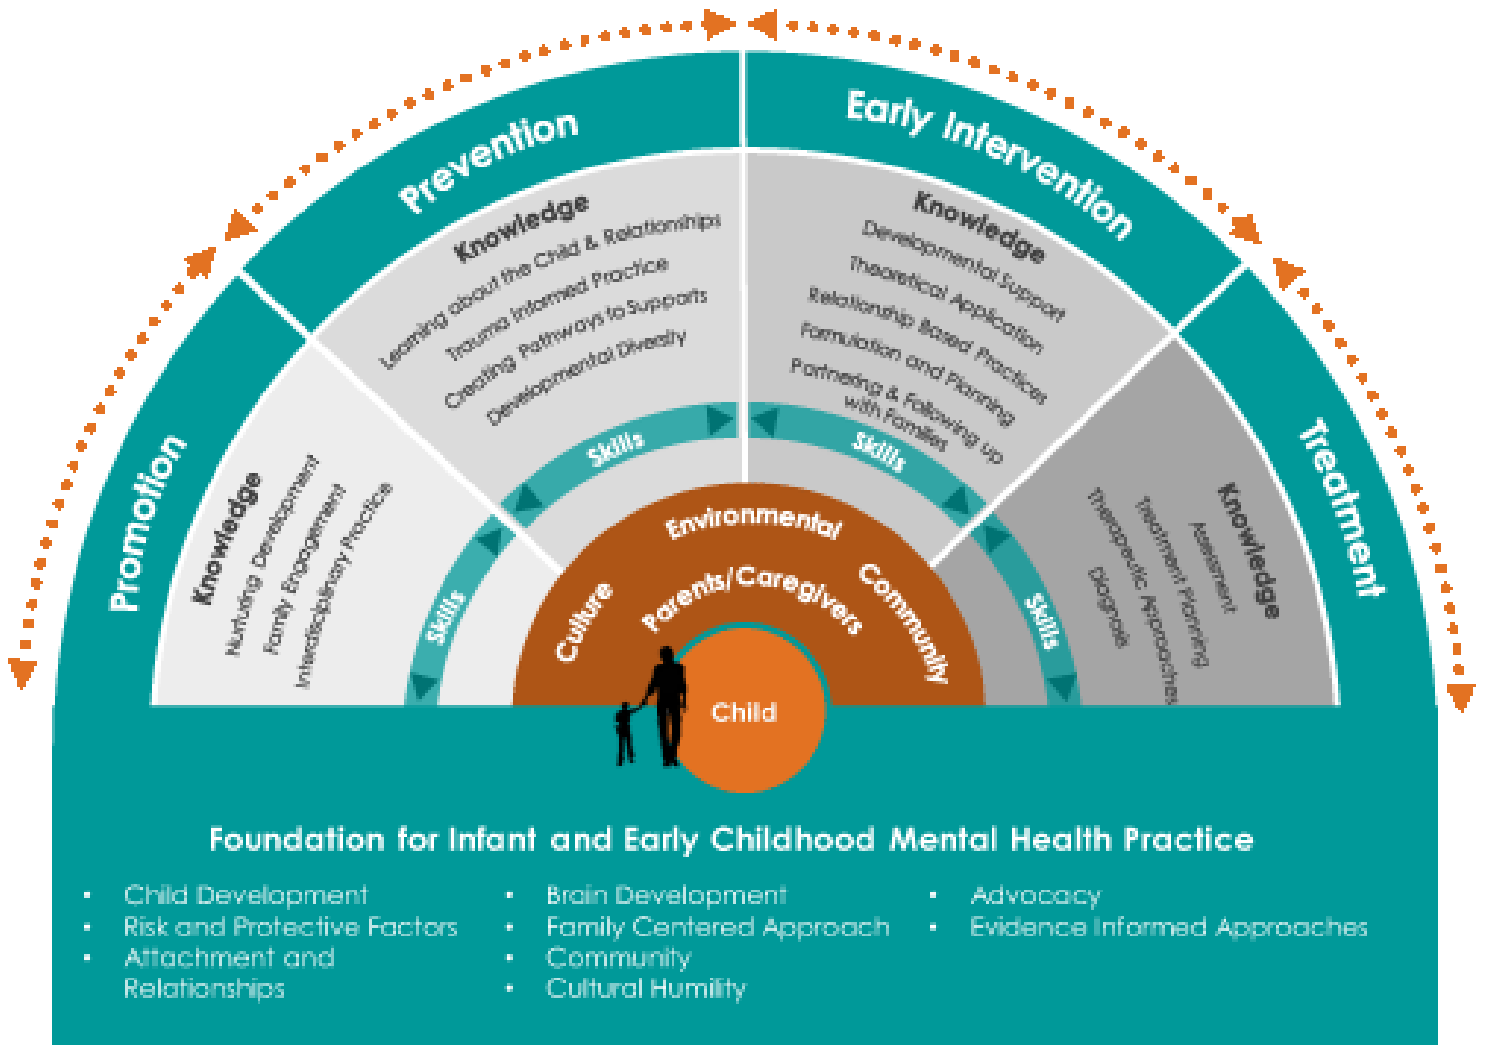 Promotion
Knowledge
Nurturing Development
Family Engagement
Interdisciplinary Practice
Skills
Prevention
Knowledge
Learning about the Child & Relationships
Trauma Informed Practice
Creating Pathways to Supports
Developmental Diversity
Skills
Early Intervention
Knowledge
Developmental Support
Theoretical Application
Relationship Based Practices
Formulation and Planning
Partnering & Following up
with Families
Skills
Treatment
Knowledge
Assessment
Treatment Planning
Therapeutic Approaches
Diagnosis
Skills
Environmental
Culture
Community
Parents/Caregivers
Child
Foundation for Infant and Early Childhood Mental Health Practice
• Child Development
• Risk and Protective Factors
• Attachment and
Relationships
• Brain Development
• Family Centered Approach
• Community
• Cultural Humility
• Advocacy
• Evidence Informed Approaches